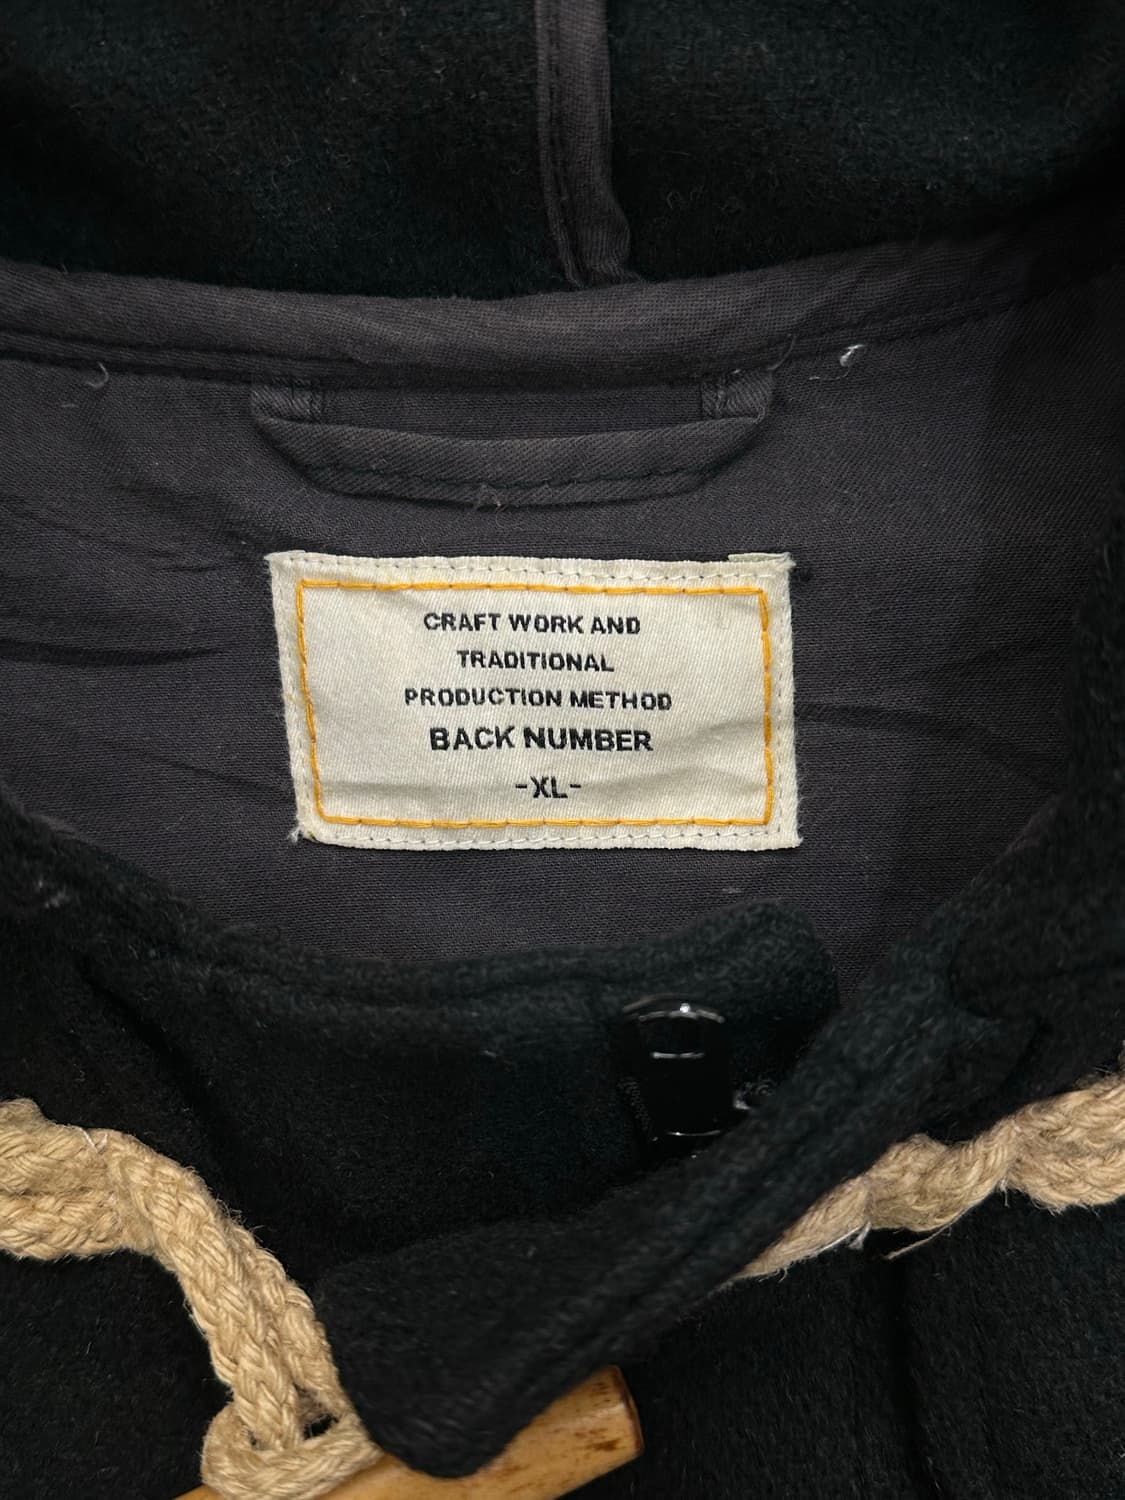 CRAFT WORK AND
TRADITIONAL
PRODUCTION METHOD
BACK NUMBER
-XL-